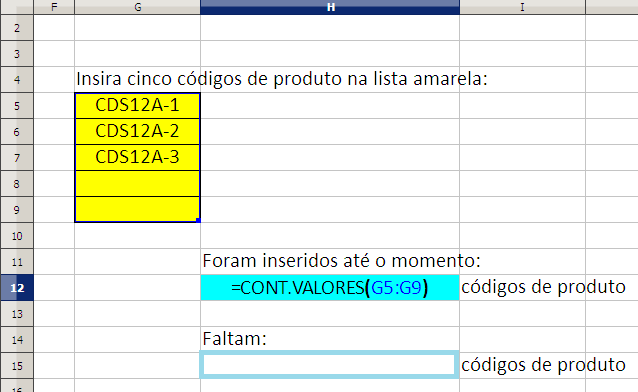 F G H I
2
3
4 Insira cinco códigos de produto na lista amarela:
5 CDS12A-1
6 CDS12A-2
7 CDS12A-3
8
9
10
11 Foram inseridos até o momento:
12 =CONT.VALORES(G5:G9) códigos de produto
13
14 Faltam:
15 códigos de produto
16